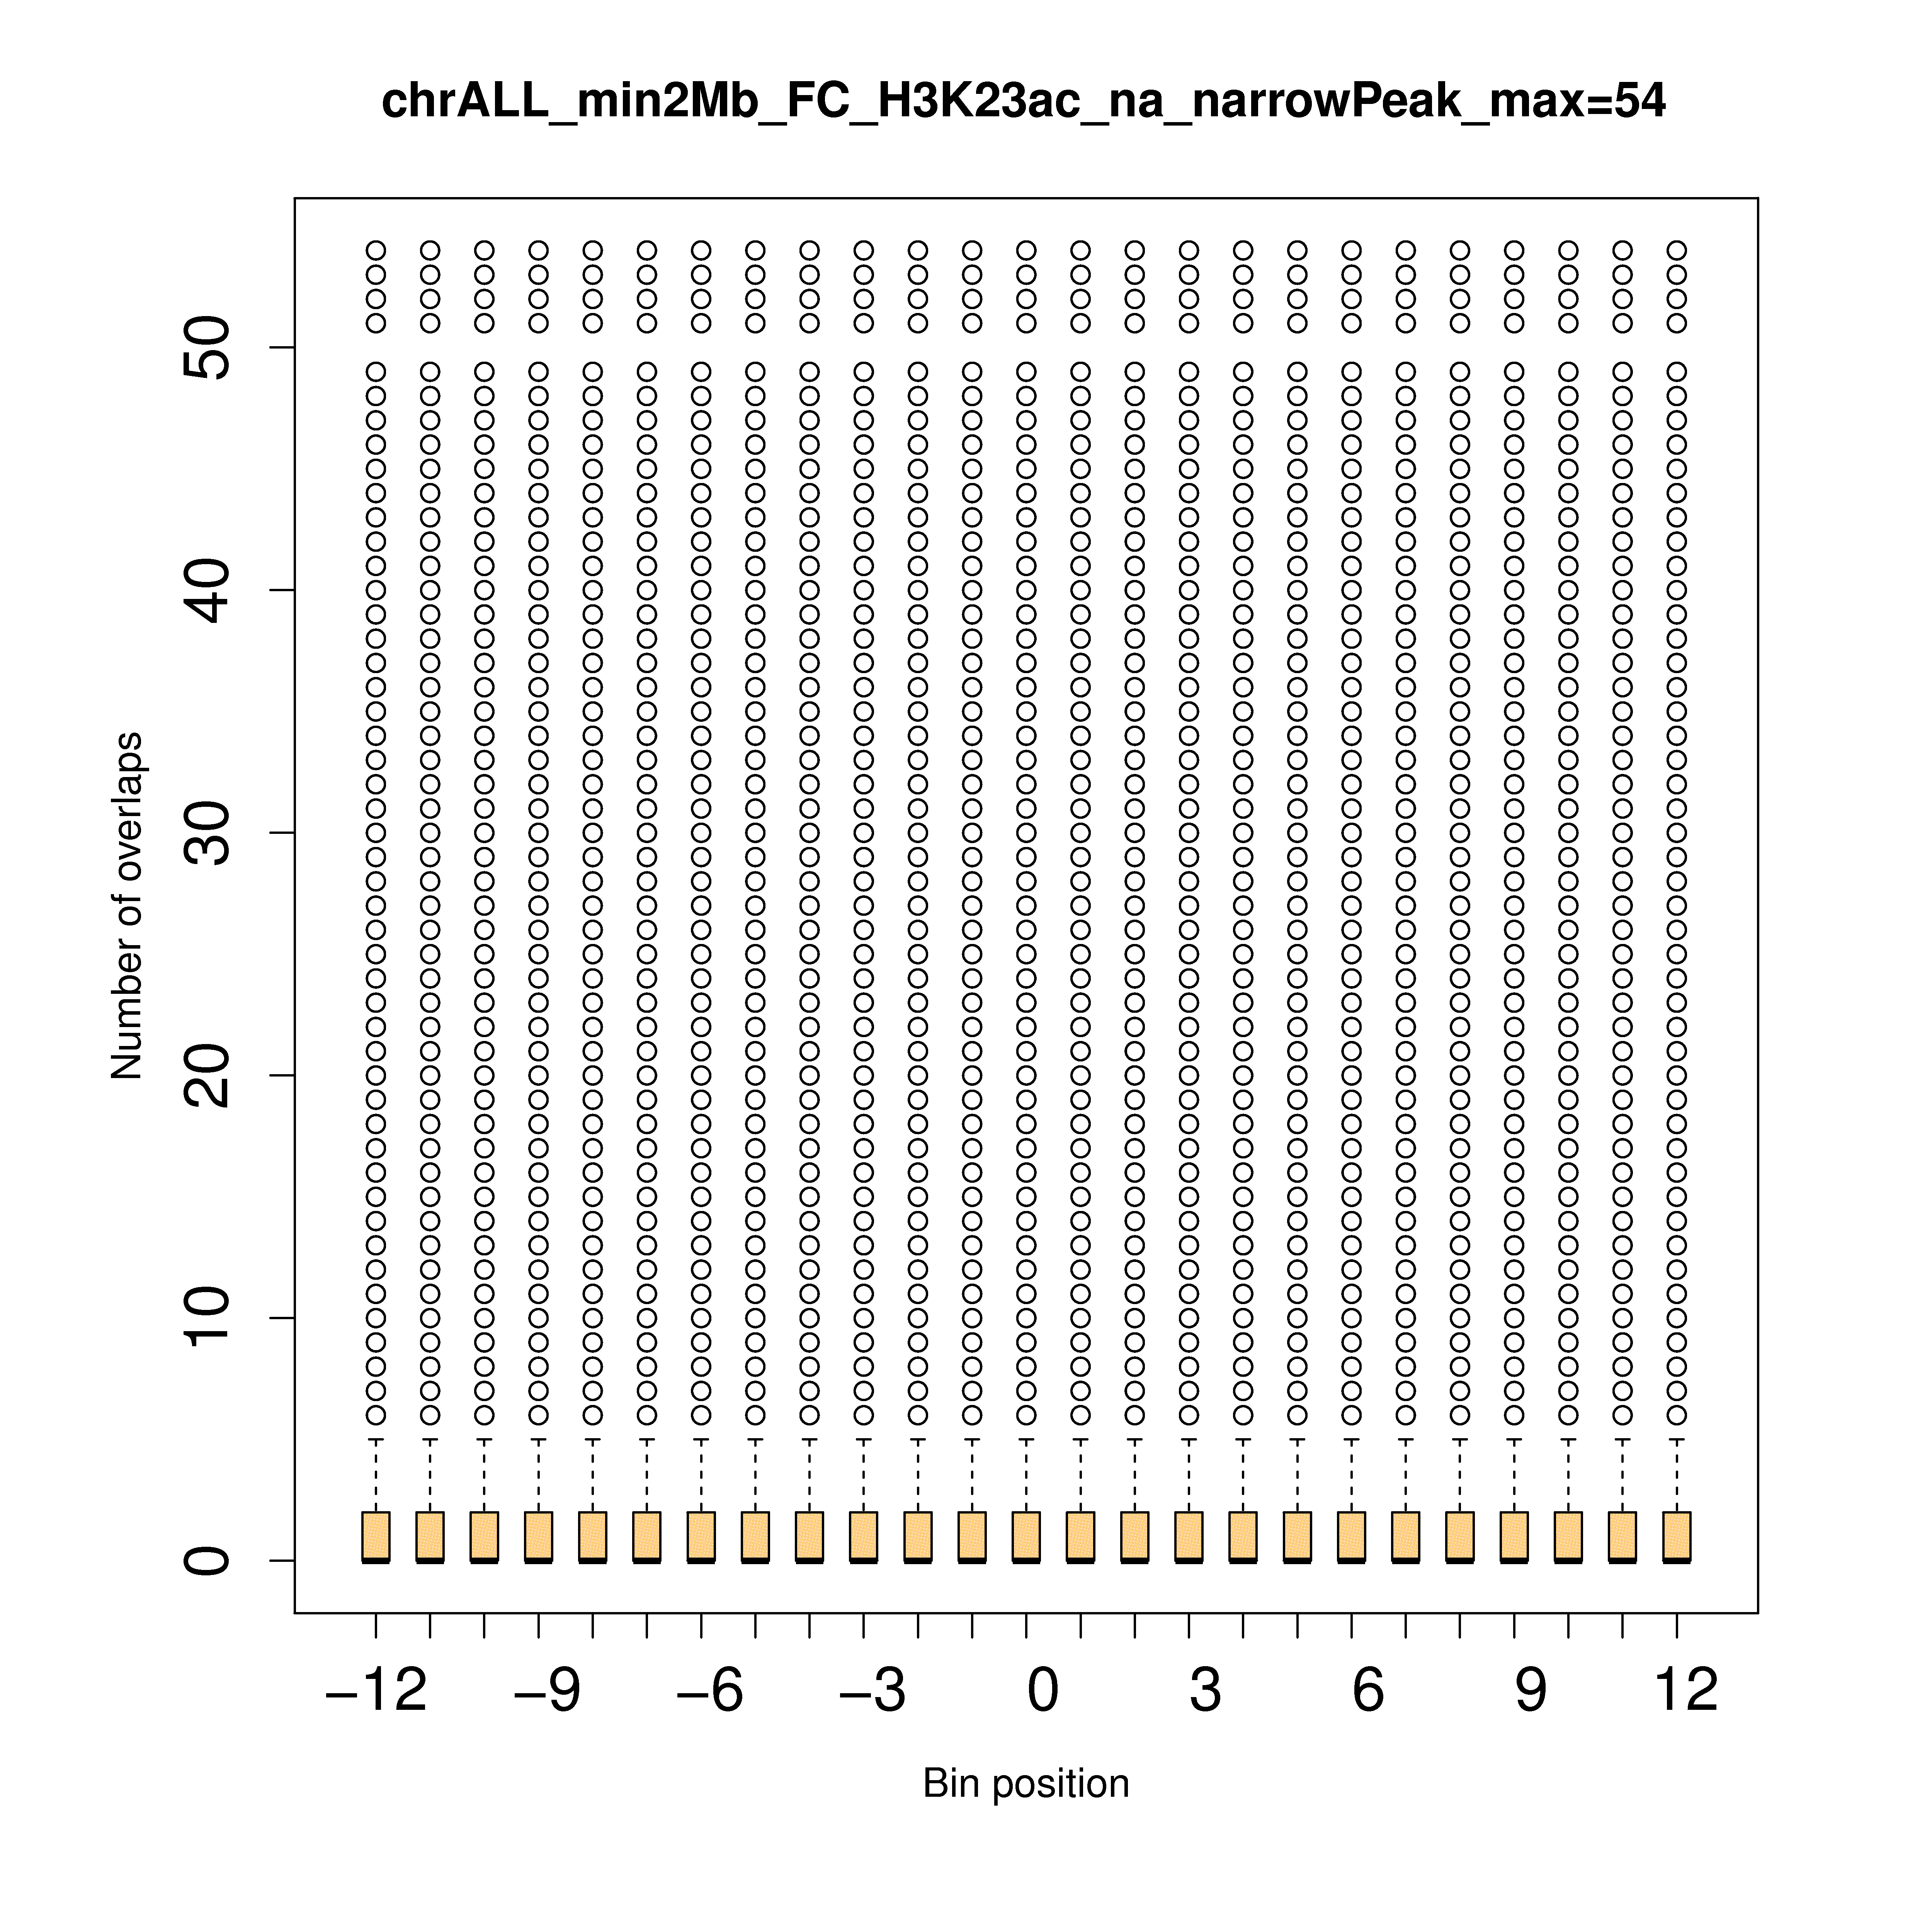 chrALL_min2Mb_FC_H3K23ac_na_narrowPeak_max=54
Number of overlaps
50
40
30
20
10
0
−12 −9 −6 −3 0 3 6 9 12
Bin position